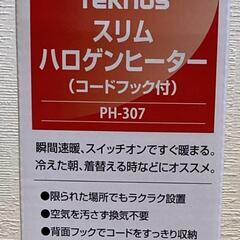 TEKNOS
スリム
ハロゲンヒーター
(コードフック付)
PH-307
瞬間速暖、スイッチオンですぐ暖まる。
冷えた朝、着替える時などにオススメ。
●限られた場所でもラクラク設置
●空気を汚さず換気不要
●背面フックでコードをすっきり収納